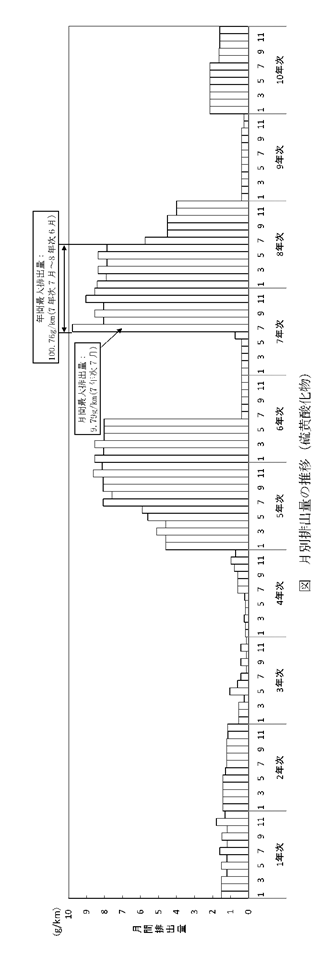 年間最大排出量：
100.76g/km(7年次7月～8年次6月)
月間最大排出量：
9.79g/km(7年次7月)
(g/km)
10
9
8
7
6
5
4
3
2
1
0
月間排出量
1 3 5 7 9 11 1 3 5 7 9 11 1 3 5 7 9 11 1 3 5 7 9 11 1 3 5 7 9 11 1 3 5 7 9 11 1 3 5 7 9 11 1 3 5 7 9 11 1 3 5 7 9 11 1 3 5 7 9 11
1年次 2年次 3年次 4年次 5年次 6年次 7年次 8年次 9年次 10年次
図 月別排出量の推移（硫黄酸化物）